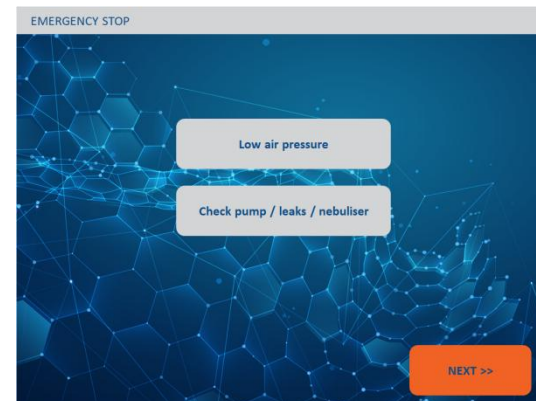 EMERGENCY STOP
Low air pressure
Check pump / leaks / nebuliser
NEXT >>